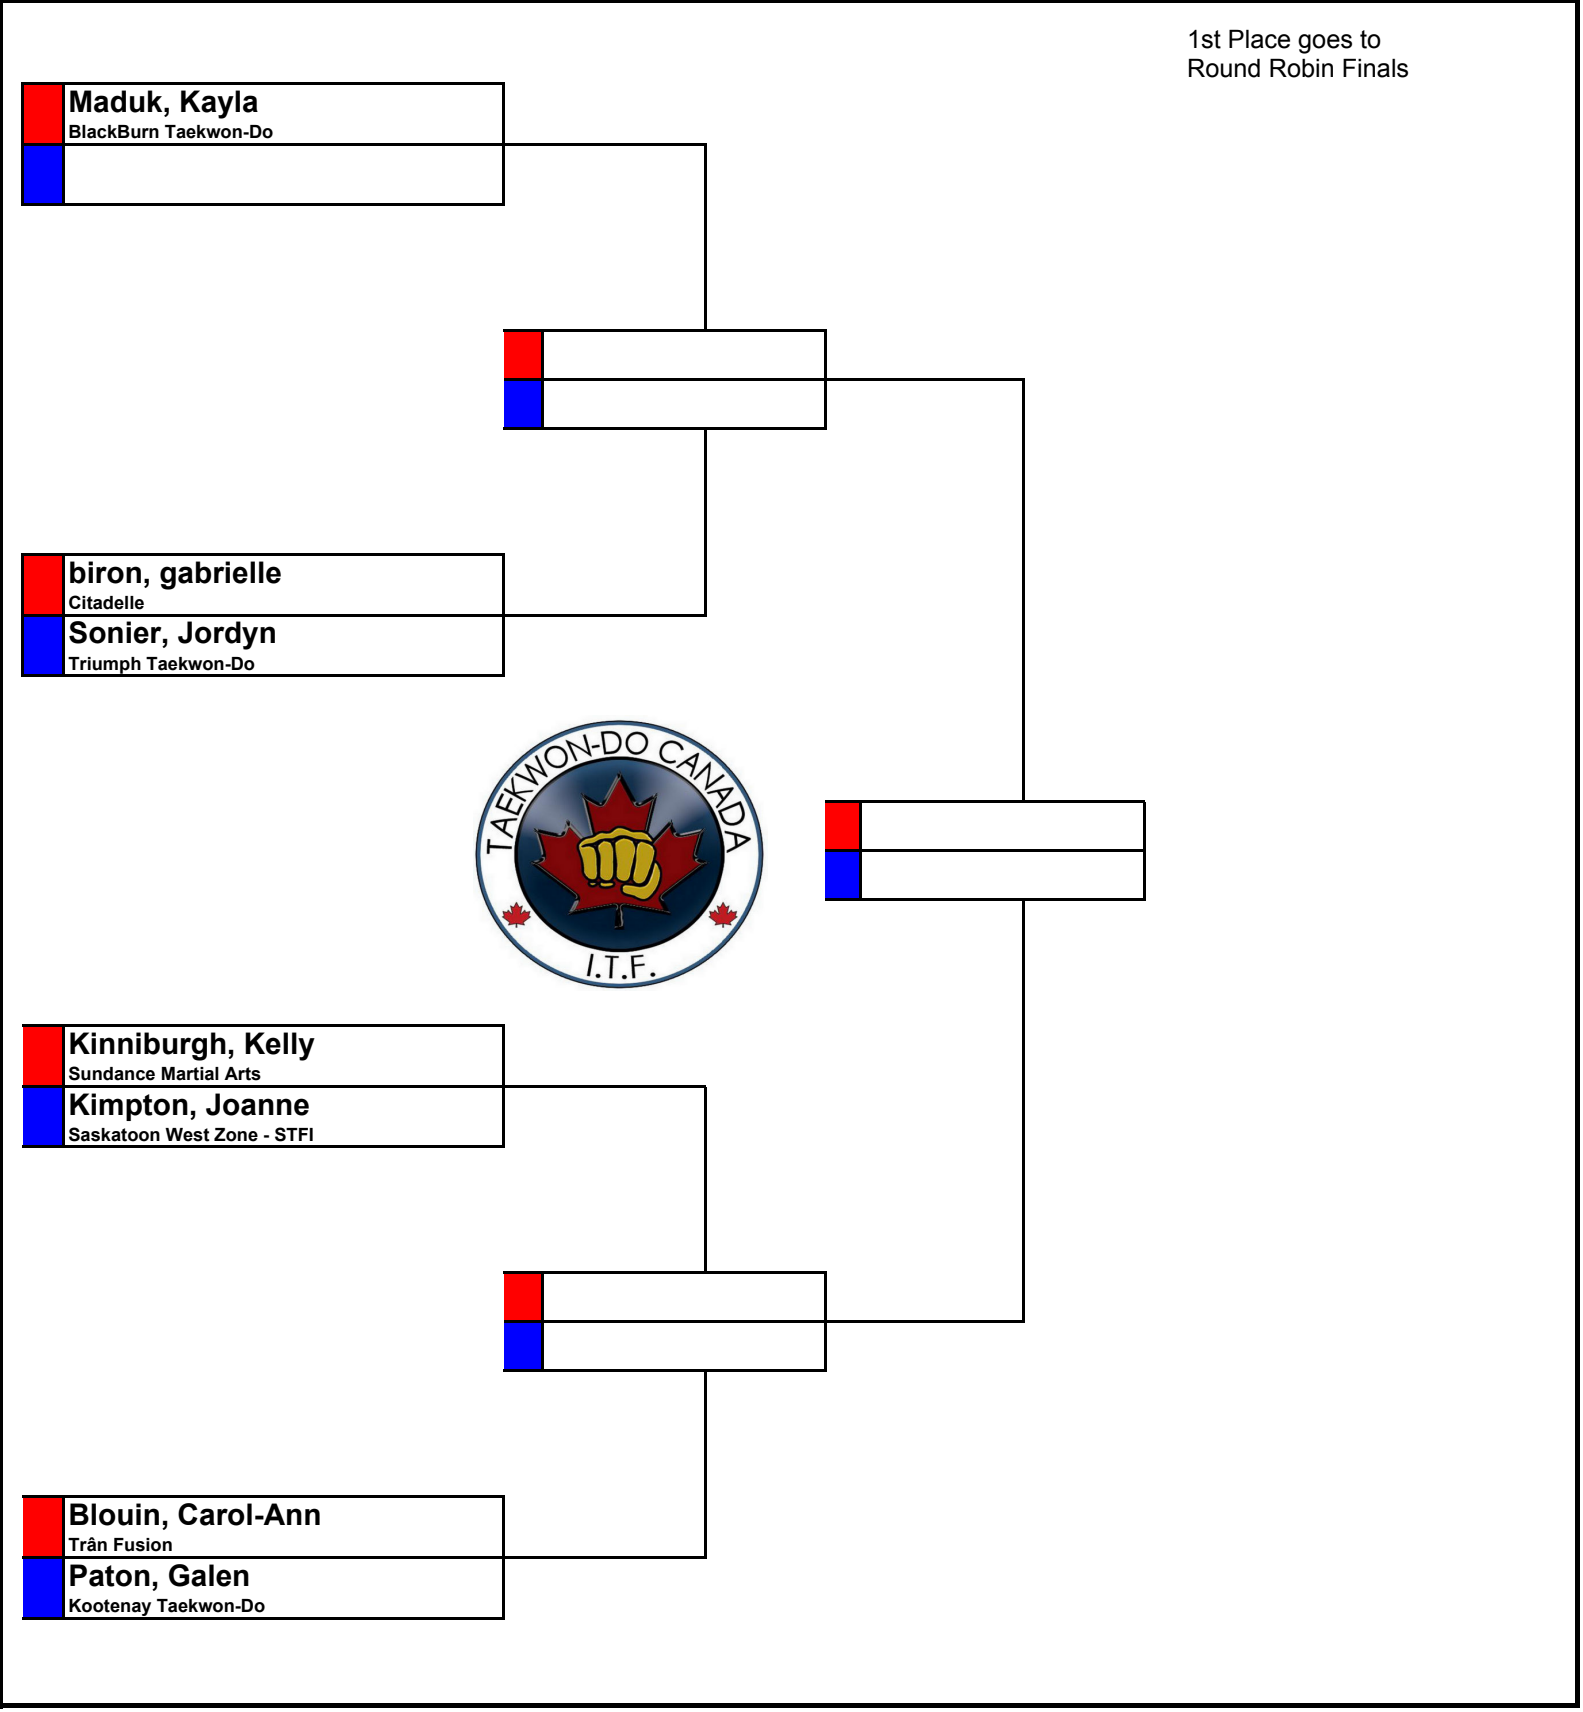 1st Place goes to
Round Robin Finals
Maduk, Kayla
BlackBurn Taekwon-Do
biron, gabrielle
Citadelle
Sonier, Jordyn
Triumph Taekwon-Do
TAEKWON-DO CANADA
I.T.F.
Kinniburgh, Kelly
Sundance Martial Arts
Kimpton, Joanne
Saskatoon West Zone - STFI
Blouin, Carol-Ann
Trân Fusion
Paton, Galen
Kootenay Taekwon-Do